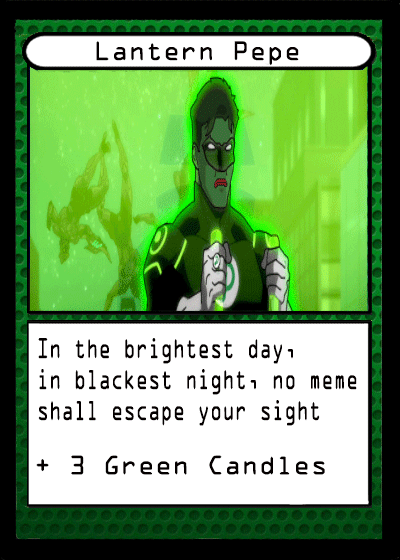 Lantern Pepe
In the brightest day,
in blackest night, no meme
shall escape your sight
+ 3 Green Candles